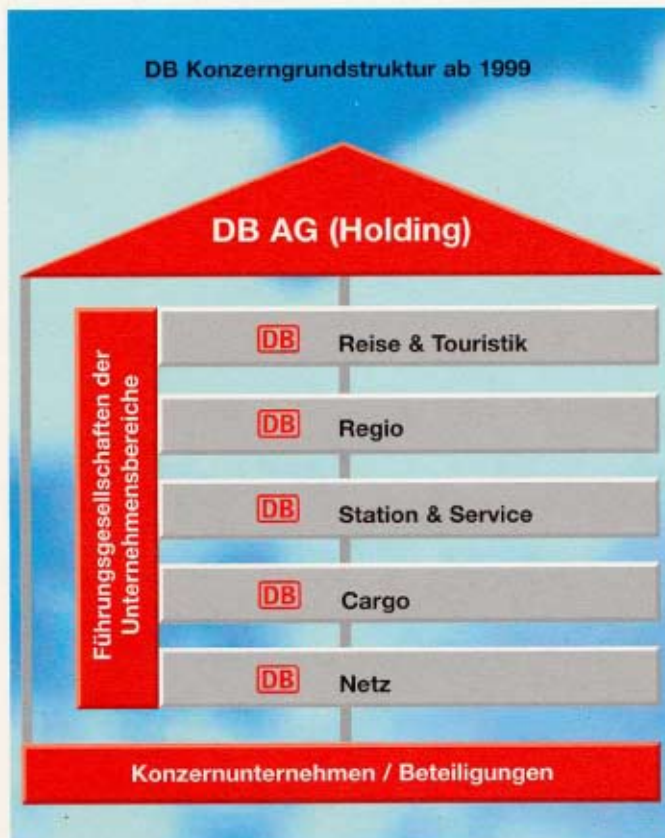 DB Konzerngrundstruktur ab 1999
DB AG (Holding)
Führungsgesellschaften der
Unternehmensbereiche
DB Reise & Touristik
DB Regio
DB Station & Service
DB Cargo
DB Netz
Konzernunternehmen / Beteiligungen